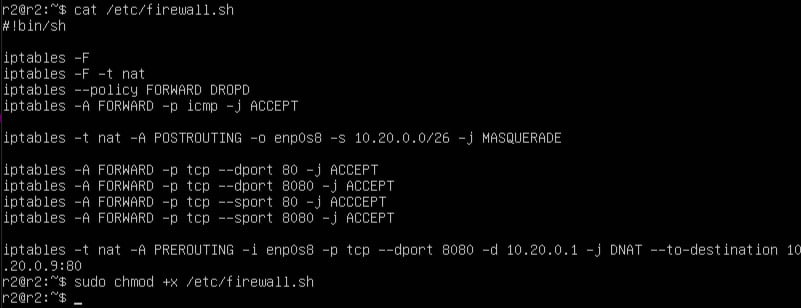 r2@r2:~$ cat /etc/firewall.sh
#!bin/sh
iptables -F
iptables -F -t nat
iptables --policy FORWARD DROPD
iptables -A FORWARD -p icmp -j ACCEPT
iptables -t nat -A POSTROUTING -o enp0s8 -s 10.20.0.0/26 -j MASQUERADE
iptables -A FORWARD -p tcp --dport 80 -j ACCEPT
iptables -A FORWARD -p tcp --dport 8080 -j ACCEPT
iptables -A FORWARD -p tcp --sport 80 -j ACCCEPT
iptables -A FORWARD -p tcp --sport 8080 -j ACCEPT
iptables -t nat -A PREROUTING -i enp0s8 -p tcp --dport 8080 -d 10.20.0.1 -j DNAT --to-destination 10
.20.0.9:80
r2@r2:~$ sudo chmod +x /etc/firewall.sh
r2@r2:~$ _